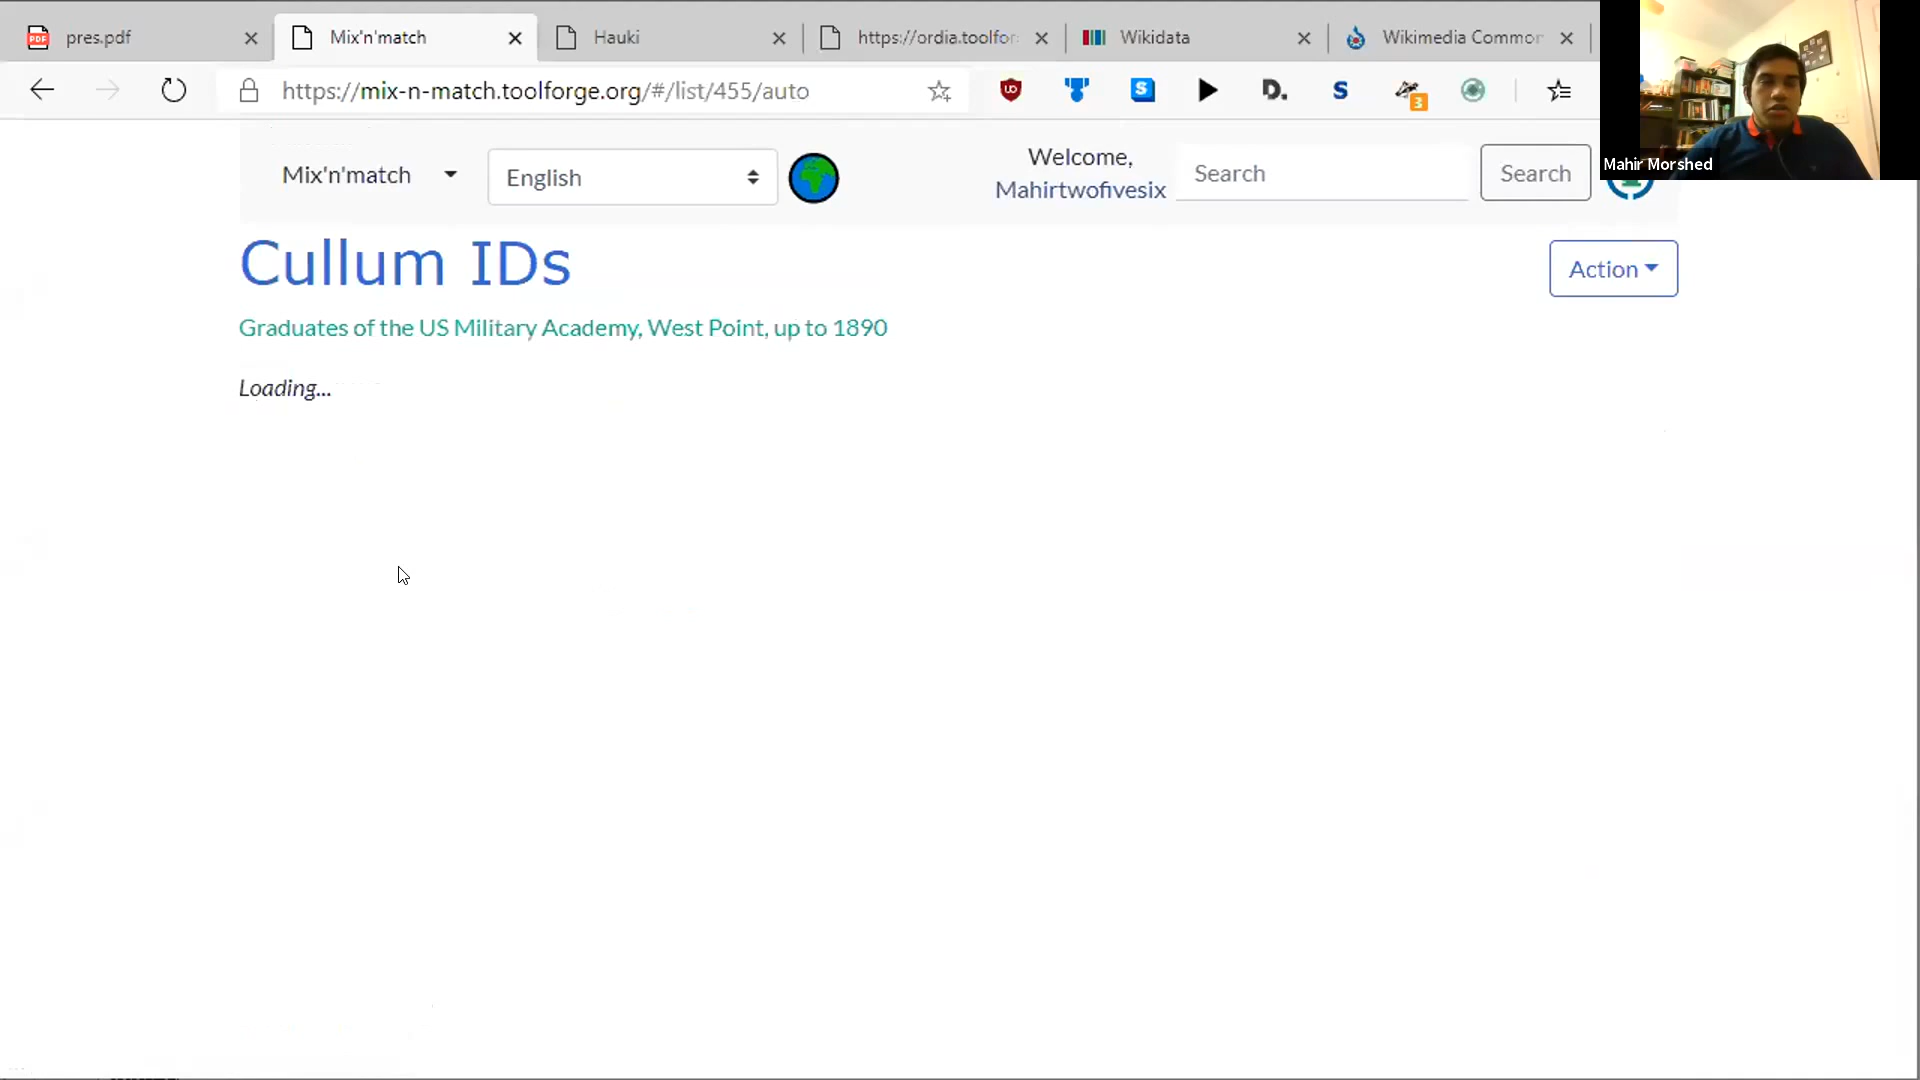 pres.pdf
Mix'n'match
Hauki
https://ordia.toolfor
Wikidata
Wikimedia Common
https://mix-n-match.toolforge.org/#/list/455/auto
3
Mahir Morshed
Mix'n'match
English
Welcome,
Mahirtwofivesix
Search
Search
Cullum IDs
Action
Graduates of the US Military Academy, West Point, up to 1890
Loading...